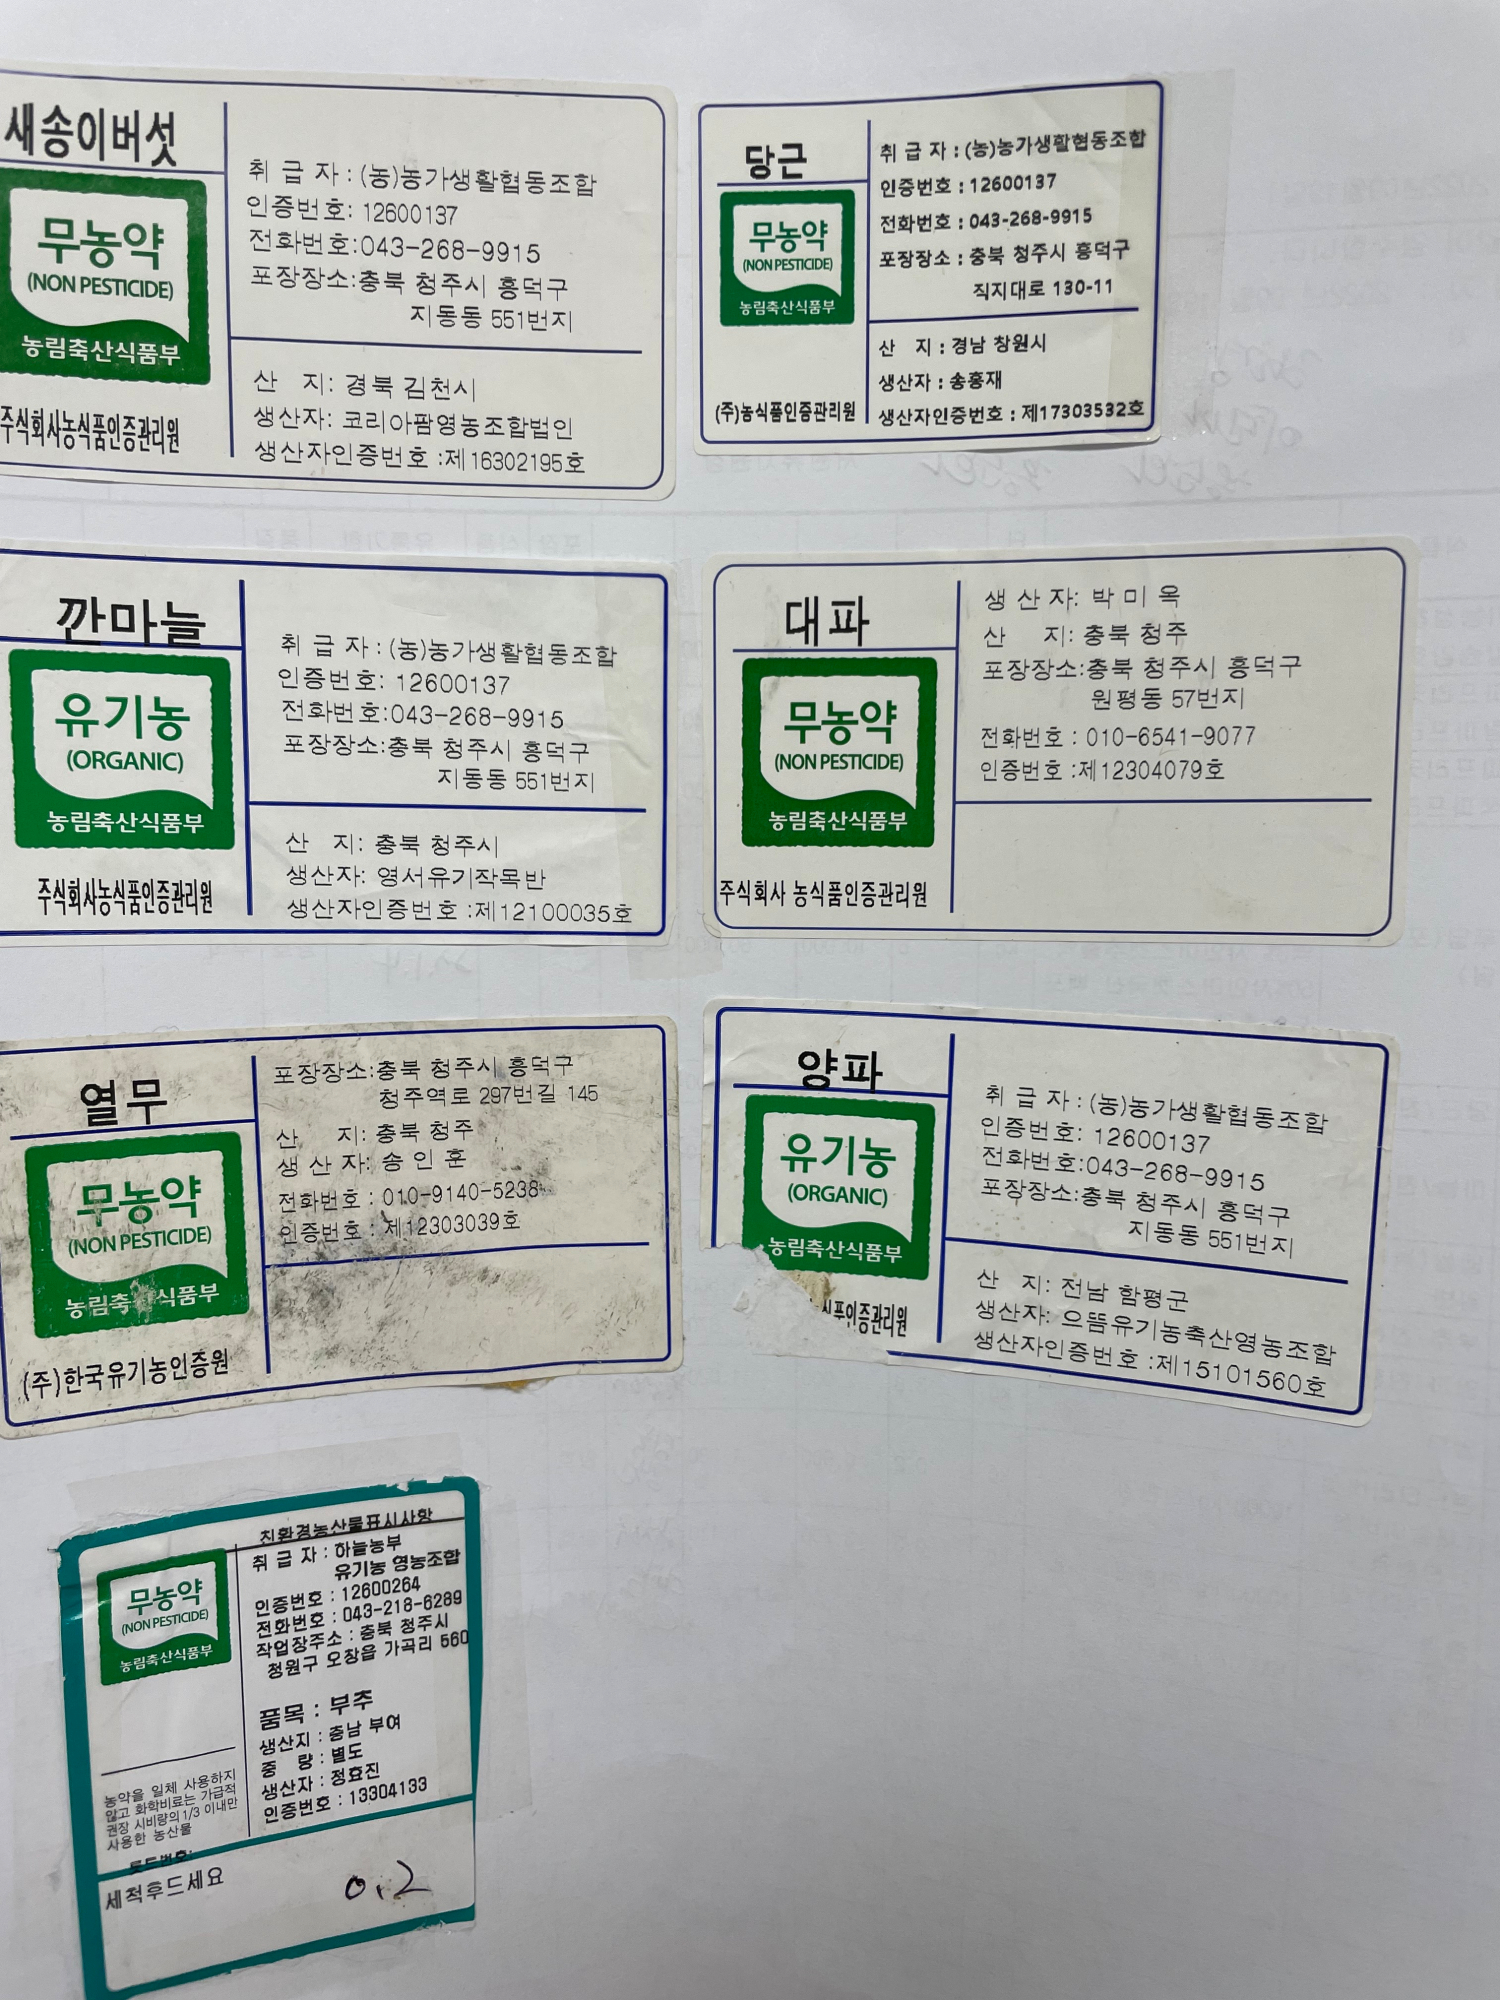 새송이버섯
무농약
(NON PESTICIDE)
농림축산식품부
주식회사농식품인증관리원
취 급 자 : (농)농가생활협동조합
인증번호: 12600137
전화번호:043-268-9915
포장장소:충북 청주시 흥덕구
지동동 551번지
산 지: 경북 김천시
생산자: 코리아팜영농조합법인
생산자인증번호 :제16302195호
당근
무농약
(NON PESTICIDE)
농림축산식품부
(주)농식품인증관리원
취 급 자 : (농)농가생활협동조합
인증번호 : 12600137
전화번호 : 043-268-9915
포장장소 : 충북 청주시 흥덕구
직지대로 130-11
산 지 : 경남 창원시
생산자 : 송홍재
생산자인증번호 : 제17303532호
깐마늘
유기농
(ORGANIC)
농림축산식품부
주식회사농식품인증관리원
취 급 자 : (농)농가생활협동조합
인증번호: 12600137
전화번호:043-268-9915
포장장소:충북 청주시 흥덕구
지동동 551번지
산 지: 충북 청주시
생산자: 영서유기작목반
생산자인증번호 :제12100035호
대파
무농약
(NON PESTICIDE)
농림축산식품부
주식회사 농식품인증관리원
생 산 자: 박 미 옥
산 지: 충북 청주
포장장소:충북 청주시 흥덕구
원평동 57번지
전화번호 : 010-6541-9077
인증번호 :제12304079호
열무
무농약
(NON PESTICIDE)
농림축산식품부
(주)한국유기농인증원
포장장소:충북 청주시 흥덕구
청주역로 297번길 145
산 지: 충북 청주
생 산 자: 송 인 훈
전화번호 : 010-9140-5238
인증번호 : 제12303039호
양파
유기농
(ORGANIC)
농림축산식품부
식품인증관리원
취 급 자 : (농)농가생활협동조합
인증번호: 12600137
전화번호:043-268-9915
포장장소:충북 청주시 흥덕구
지동동 551번지
산 지: 전남 함평군
생산자: 으뜸유기농축산영농조합
생산자인증번호 :제15101560호
친환경농산물표시사항
무농약
(NON PESTICIDE)
농림축산식품부
취 급 자 : 하늘농부
유기농 영농조합
인증번호 : 12600264
전화번호 : 043-218-6289
작업장주소 : 충북 청주시
청원구 오창읍 가곡리 560
품목 : 부추
생산지 : 충남 부여
중 량 : 별도
생산자 : 정효진
인증번호 : 13304133
농약을 일체 사용하지
않고 화학비료는 가급적
권장 시비량의 1/3 이내만
사용한 농산물
로트번호:
세척후드세요
0.2